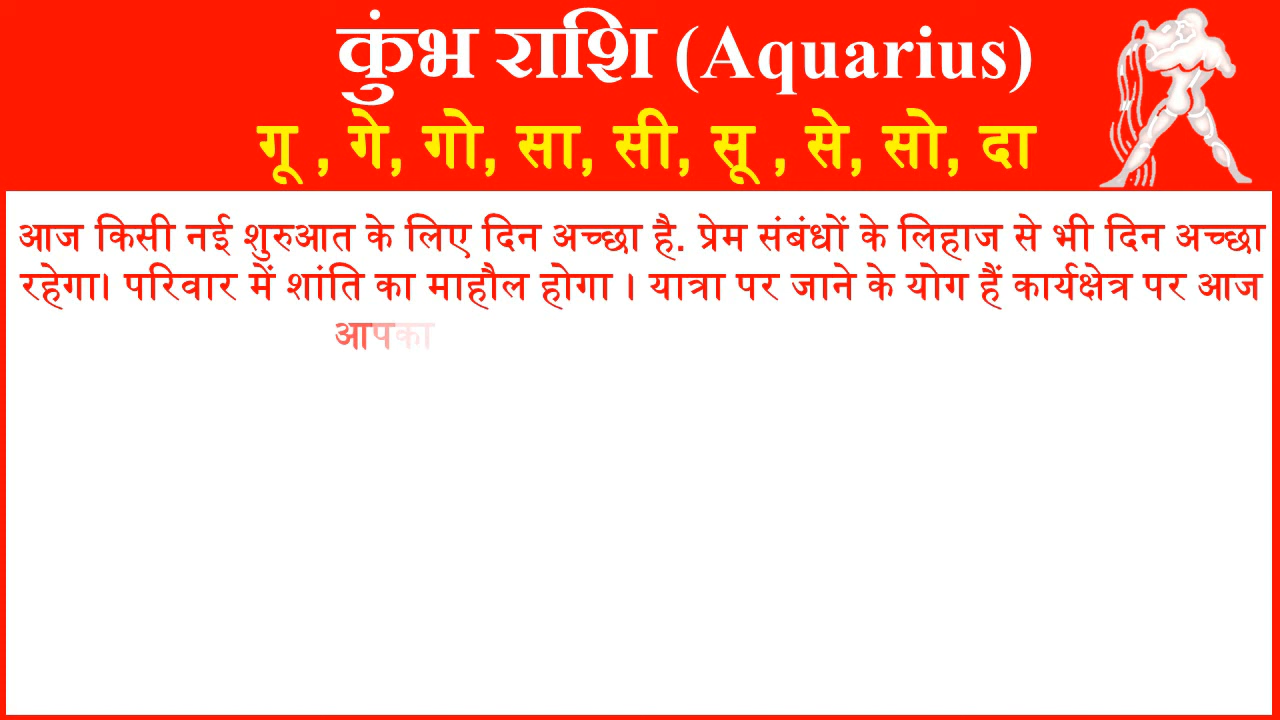 कुंभ राशि (Aquarius)
गू , गे, गो, सा, सी, सू , से, सो, दा
आज किसी नई शुरुआत के लिए दिन अच्छा है. प्रेम संबंधों के लिहाज से भी दिन अच्छा
रहेगा। परिवार में शांति का माहौल होगा । यात्रा पर जाने के योग हैं कार्यक्षेत्र पर आज
आपका